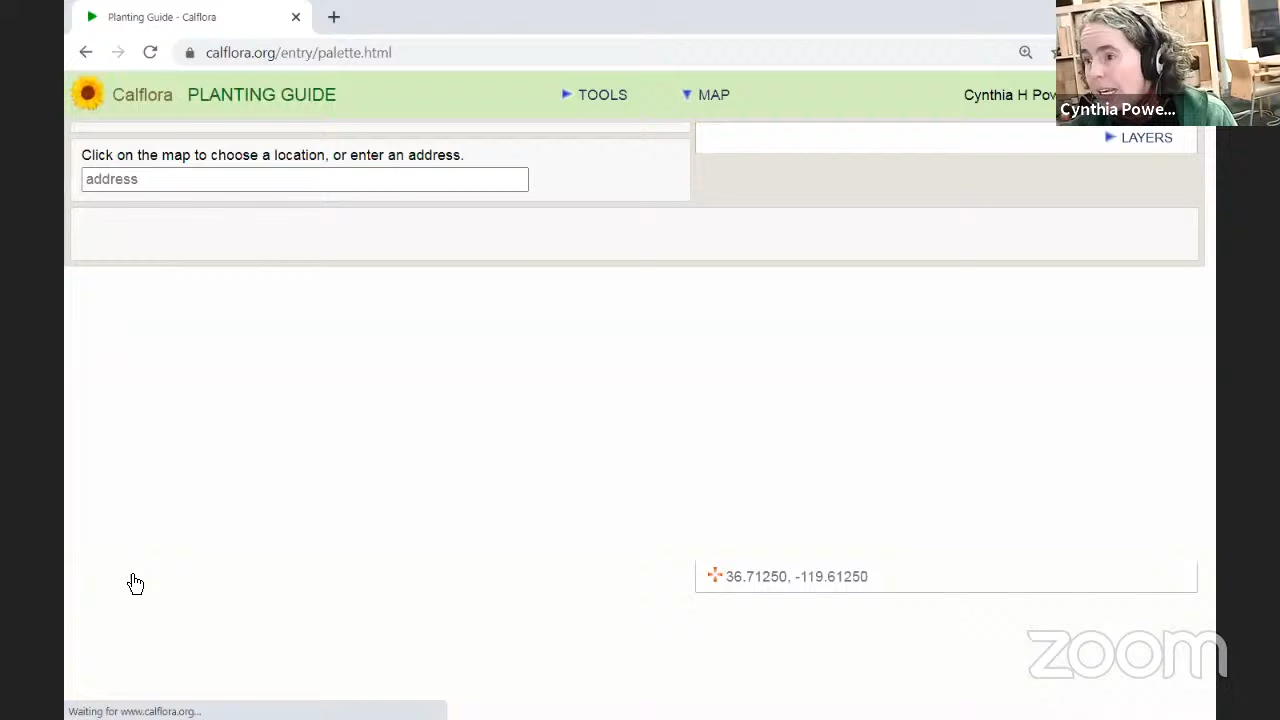 Planting Guide - Calflora
calflora.org/entry/palette.html
Calflora PLANTING GUIDE
TOOLS
MAP
Cynthia H Pow
Cynthia Powe...
LAYERS
Click on the map to choose a location, or enter an address.
address
36.71250, -119.61250
zoom
Waiting for www.calflora.org...